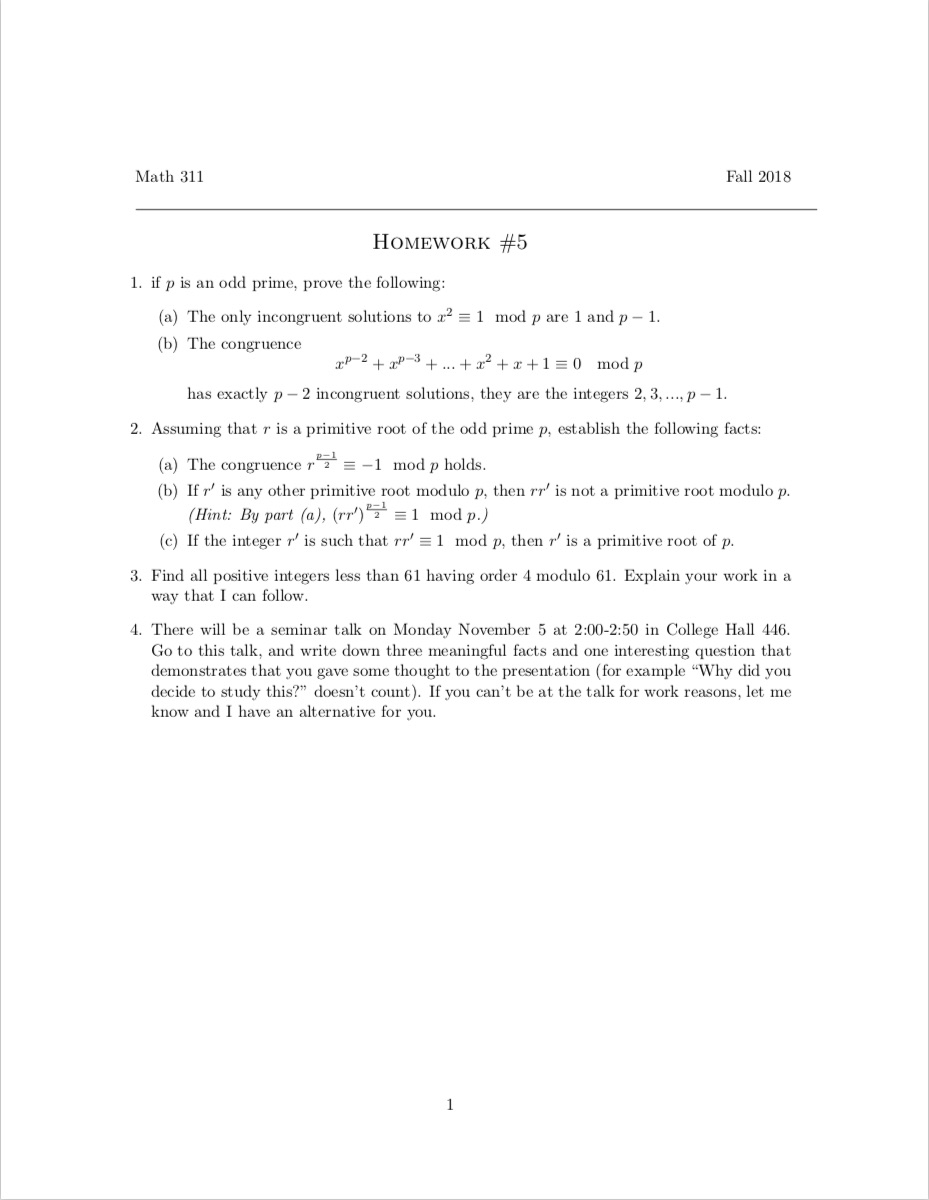 Math 311 Fall 2018
Homework #5
1. if p is an odd prime, prove the following:
(a) The only incongruent solutions to x² ≡ 1 mod p are 1 and p − 1.
(b) The congruence
x^{p−2} + x^{p−3} + ... + x² + x + 1 ≡ 0 mod p
has exactly p − 2 incongruent solutions, they are the integers 2, 3, ..., p − 1.
2. Assuming that r is a primitive root of the odd prime p, establish the following facts:
(a) The congruence r^{\frac{p−1}{2}} ≡ −1 mod p holds.
(b) If r′ is any other primitive root modulo p, then rr′ is not a primitive root modulo p.
(Hint: By part (a), (rr′)^{\frac{p−1}{2}} ≡ 1 mod p.)
(c) If the integer r′ is such that rr′ ≡ 1 mod p, then r′ is a primitive root of p.
3. Find all positive integers less than 61 having order 4 modulo 61. Explain your work in a
way that I can follow.
4. There will be a seminar talk on Monday November 5 at 2:00-2:50 in College Hall 446.
Go to this talk, and write down three meaningful facts and one interesting question that
demonstrates that you gave some thought to the presentation (for example “Why did you
decide to study this?” doesn’t count). If you can’t be at the talk for work reasons, let me
know and I have an alternative for you.
1